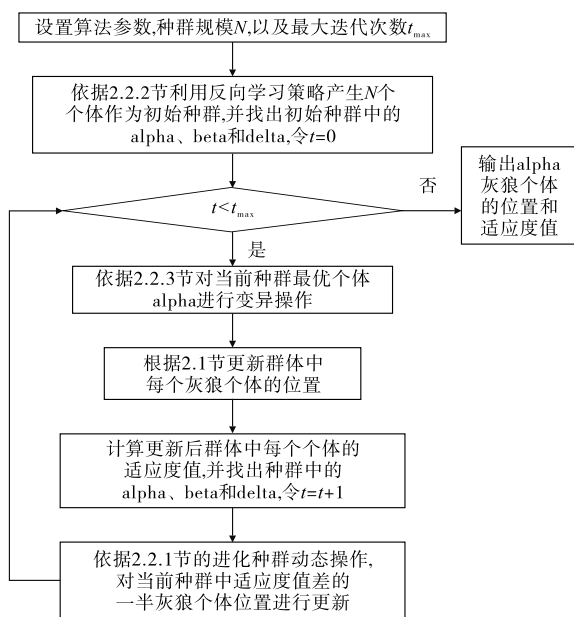 设置算法参数,种群规模N,以及最大迭代次数tmax
依据2.2.2节利用反向学习策略产生N个
个体作为初始种群,并找出初始种群中的
alpha、beta和delta,令t=0
t<tmax
否
输出alpha
灰狼个体
的位置和
适应度值
是
依据2.2.3节对当前种群最优个体
alpha进行变异操作
根据2.1节更新群体中
每个灰狼个体的位置
计算更新后群体中每个个体的
适应度值,并找出种群中的
alpha、beta和delta,令t=t+1
依据2.2.1节的进化种群动态操作,
对当前种群中适应度值差的
一半灰狼个体位置进行更新